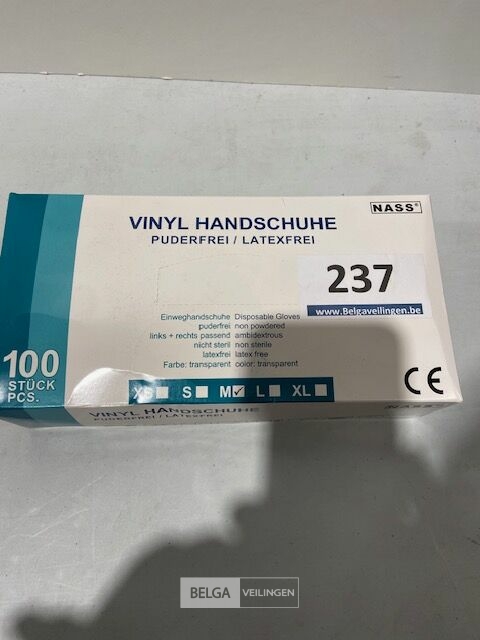 NASS®
VINYL HANDSCHUHE
PUDERFREI / LATEXFREI
237
www.Belgaveilingen.be
Einweghandschuhe Disposable Gloves
puderfrei non powdered
links + rechts passend ambidextrous
nicht steril non sterile
latexfrei latex free
Farbe: transparent color: transparent
100
STÜCK
PCS.
XS S M L XL
CE
VINYL HANDSCHUHE
PUDERFREI / LATEXFREI
NASS®
BELGA VEILINGEN